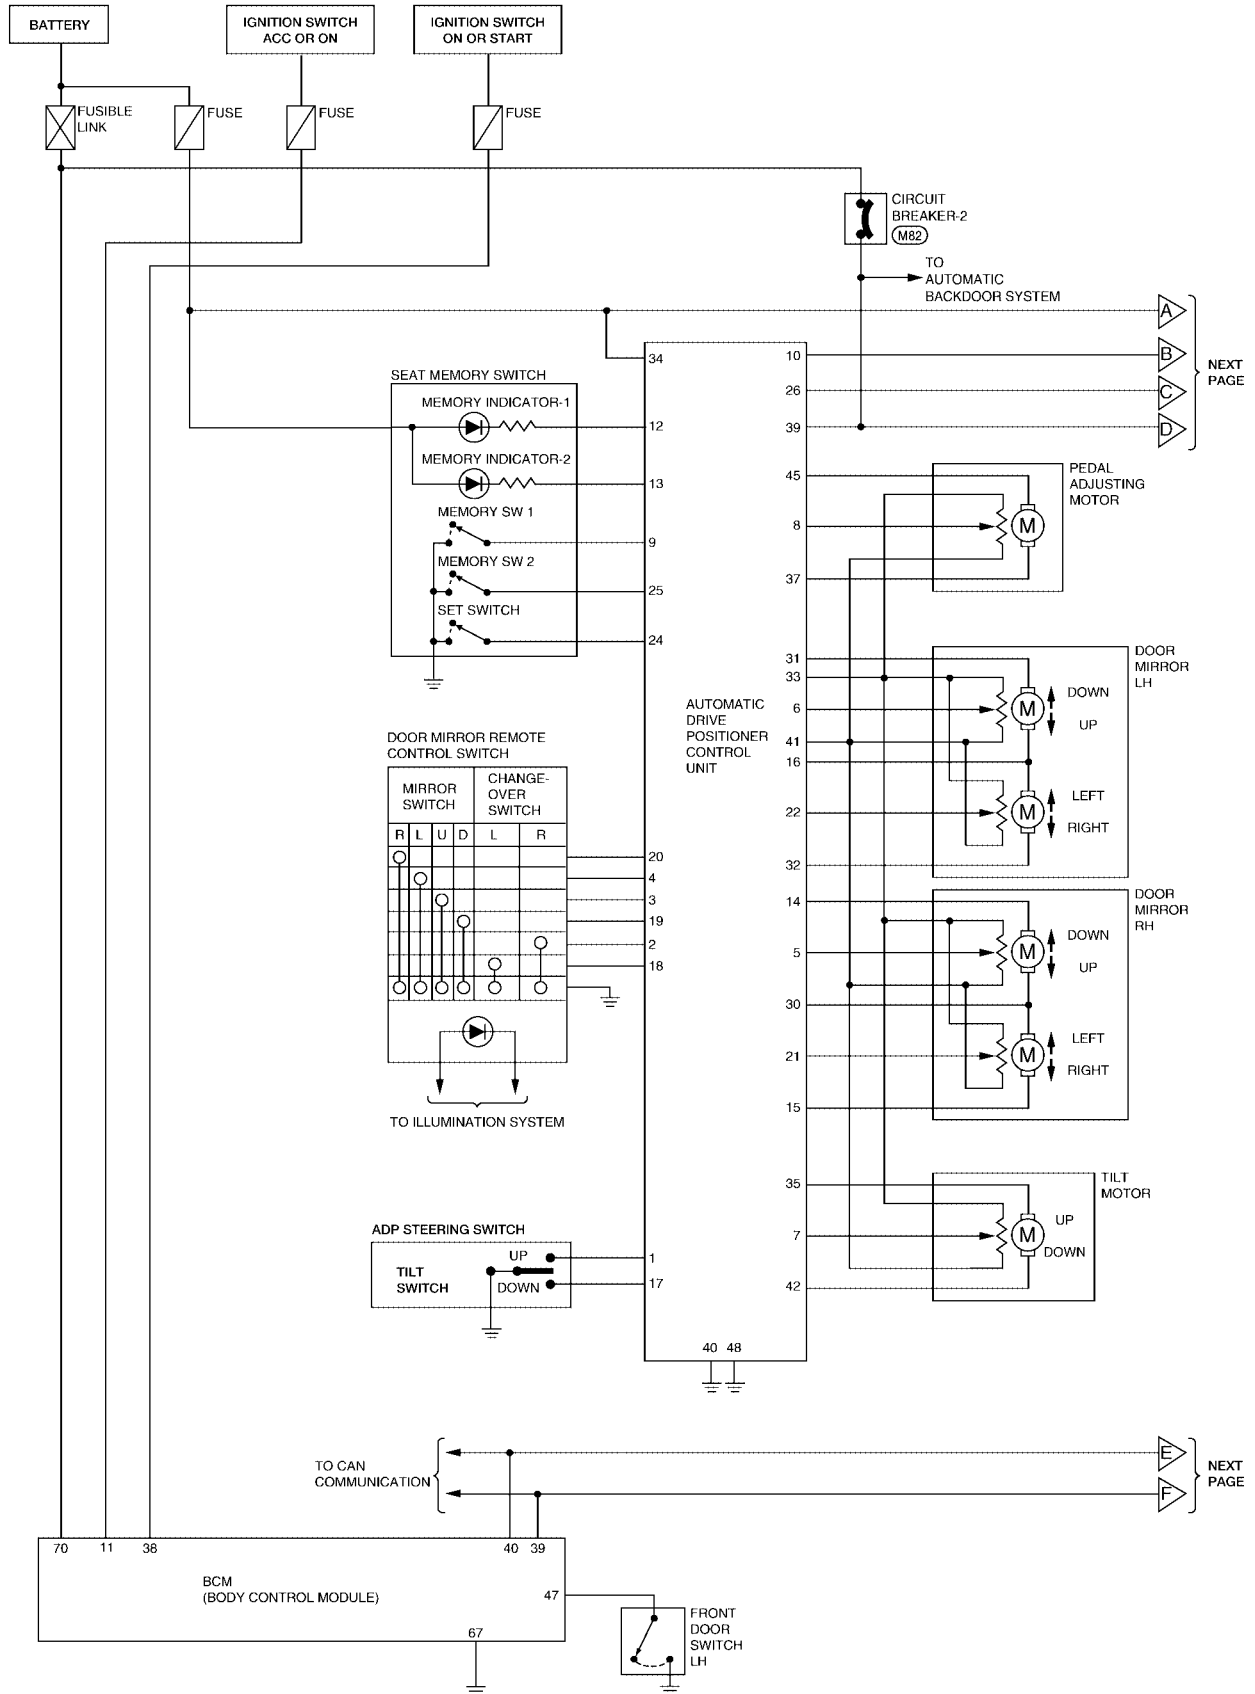 BATTERY
IGNITION SWITCH
ACC OR ON
IGNITION SWITCH
ON OR START
FUSIBLE
LINK
FUSE
FUSE
FUSE
CIRCUIT
BREAKER-2
M82
TO
AUTOMATIC
BACKDOOR SYSTEM
A
B
C
D
NEXT
PAGE
34
10
26
39
SEAT MEMORY SWITCH
MEMORY INDICATOR-1
12
MEMORY INDICATOR-2
13
MEMORY SW 1
9
MEMORY SW 2
25
SET SWITCH
24
45
8
37
M
PEDAL
ADJUSTING
MOTOR
31
33
6
41
16
22
32
M
DOWN
UP
M
LEFT
RIGHT
DOOR
MIRROR
LH
AUTOMATIC
DRIVE
POSITIONER
CONTROL
UNIT
DOOR MIRROR REMOTE
CONTROL SWITCH
MIRROR
SWITCH
CHANGE-
OVER
SWITCH
R L U D L R
20
4
3
19
2
18
14
5
30
21
15
M
DOWN
UP
M
LEFT
RIGHT
DOOR
MIRROR
RH
TO ILLUMINATION SYSTEM
35
7
42
M
UP
DOWN
TILT
MOTOR
ADP STEERING SWITCH
TILT
SWITCH
UP
DOWN
1
17
40 48
TO CAN
COMMUNICATION
E
F
NEXT
PAGE
70 11 38 40 39
BCM
(BODY CONTROL MODULE)
47
67
FRONT
DOOR
SWITCH
LH